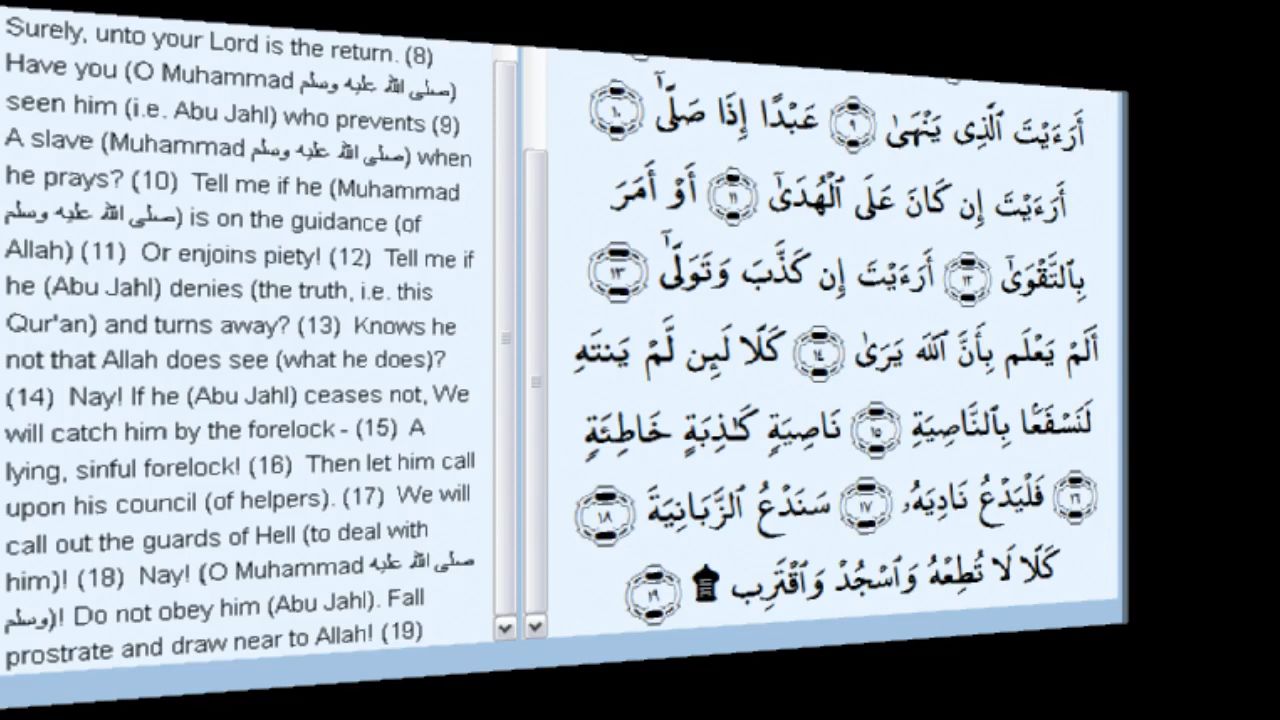 Surely, unto your Lord is the return. (8)
Have you (O Muhammad صلى الله عليه وسلم)
seen him (i.e. Abu Jahl) who prevents (9)
A slave (Muhammad صلى الله عليه وسلم) when
he prays? (10) Tell me if he (Muhammad
صلى الله عليه وسلم) is on the guidance (of
Allah) (11) Or enjoins piety! (12) Tell me if
he (Abu Jahl) denies (the truth, i.e. this
Qur'an) and turns away? (13) Knows he
not that Allah does see (what he does)?
(14) Nay! If he (Abu Jahl) ceases not, We
will catch him by the forelock - (15) A
lying, sinful forelock! (16) Then let him call
upon his council (of helpers). (17) We will
call out the guards of Hell (to deal with
him)! (18) Nay! (O Muhammad صلى الله عليه
وسلم)! Do not obey him (Abu Jahl). Fall
prostrate and draw near to Allah! (19)
أَرَءَيْتَ ٱلَّذِى يَنْهَىٰ ٩ عَبْدًا إِذَا صَلَّىٰٓ ١٠
أَرَءَيْتَ إِن كَانَ عَلَى ٱلْهُدَىٰٓ ١١ أَوْ أَمَرَ
بِٱلتَّقْوَىٰٓ ١٢ أَرَءَيْتَ إِن كَذَّبَ وَتَوَلَّىٰٓ ١٣
أَلَمْ يَعْلَم بِأَنَّ ٱللَّهَ يَرَىٰ ١٤ كَلَّا لَئِن لَّمْ يَنتَهِ
لَنَسْفَعًۢا بِٱلنَّاصِيَةِ ١٥ نَاصِيَةٍ كَـٰذِبَةٍ خَاطِئَةٍ
١٦ فَلْيَدْعُ نَادِيَهُۥ ١٧ سَنَدْعُ ٱلزَّبَانِيَةَ ١٨
كَلَّا لَا تُطِعْهُ وَٱسْجُدْ وَٱقْتَرِب ۩ ١٩